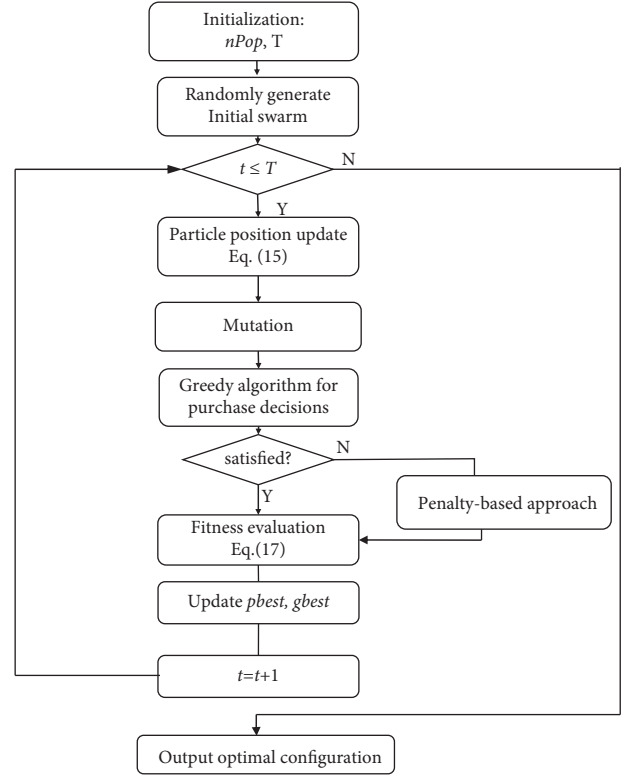 Initialization:
nPop, T
Randomly generate
Initial swarm
t ≤ T
N
Y
Particle position update
Eq. (15)
Mutation
Greedy algorithm for
purchase decisions
satisfied?
N
Y
Penalty-based approach
Fitness evaluation
Eq.(17)
Update pbest, gbest
t=t+1
Output optimal configuration